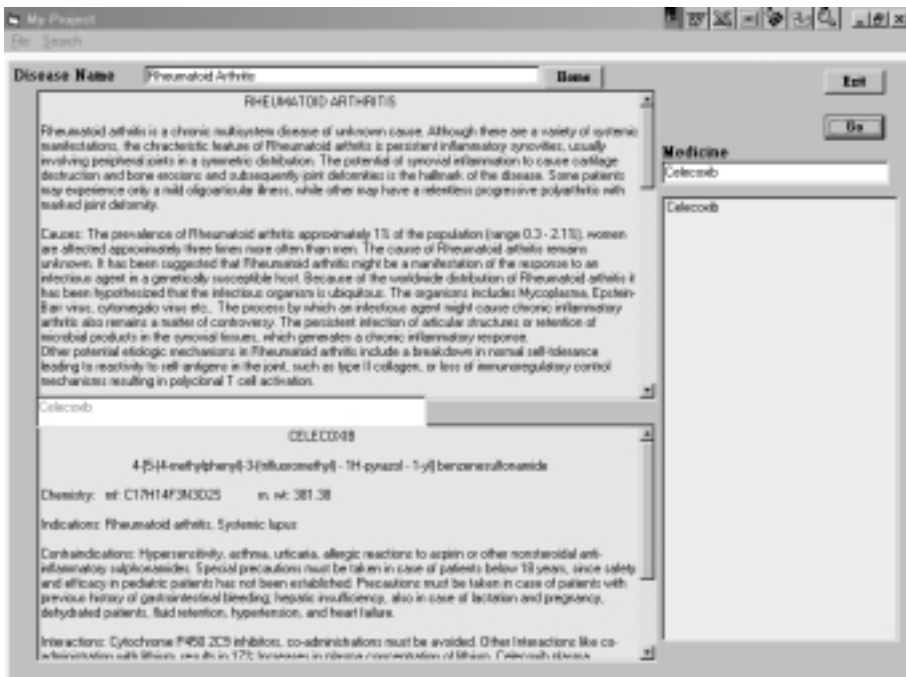 My Project
File Search
Disease Name Rheumatoid Arthritis Home
Exit
Go
RHEUMATOID ARTHRITIS
Rheumatoid arthritis is a chronic multisystem disease of unknown cause. Although there are a variety of systemic
manifestations, the chracteristic feature of Rheumatoid arthritis is persistent inflammatory synovities, usually
involving peripheral joints in a symmetric distribution. The potential of synovial inflammation to cause cartilage
destruction and bone erosions and subsequently joint deformities is the hallmark of the disease. Some patients
may experience only a mild oligoarticular illness, while other may have a relentless progressive polyarthritis with
marked joint deformity.
Causes: The prevalence of Rheumatoid arthritis approximately 1% of the population (range 0.3 - 2.1%), women
are affected approximately three times more often than men. The cause of Rheumatoid arthritis remains
unknown. It has been suggested that Rheumatoid arthritis might be a manifestation of the response to an
infectious agent in a genetically susceptible host. Because of the worldwide distribution of Rheumatoid arthritis it
has been hypothesized that the infectious organism is ubiquitous. The organisms includes Mycoplasma, Epstein-
Barr virus, cytomegalo virus etc.. The process by which an infectious agent might cause chronic inflammatory
arthritis also remains a matter of controversy. The persistent infection of articular structures or retention of
microbial products in the synovial tissues, which generates a chronic inflammatory response.
Other potential etiologic mechanisms in Rheumatoid arthritis include a breakdown in normal self-tolerance
leading to reactivity to self-antigens in the joint, such as type II collagen, or loss of immunoregulatory control
mechanisms resulting in polyclonal T cell activation.
Medicine
Celecoxib
Celecoxib
Celecoxib
CELECOXIB
4-[5-(4-methylphenyl)-3-(trifluoromethyl) - 1H-pyrazol - 1-yl] benzenesulfonamide
Chemistry: mf: C17H14F3N3O2S m. wt: 381.38
Indications: Rheumatoid arthritis, Systemic lupus
Contraindications: Hypersensitivity, asthma, urticaria, allergic reactions to aspirin or other nonsteroidal anti-
inflammatory sulphonamides. Special precautions must be taken in case of patients below 18 years, since safety
and efficacy in pediatric patients has not been established. Precautions must be taken in case of patients with
previous history of gastrointestinal bleeding, hepatic insufficiency, also in case of lactation and pregnancy,
dehydrated patients, fluid retention, hypertension, and heart failure.
Interactions: Cytochrome P450 2C9 inhibitors, co-administrations must be avoided. Other Interactions like co-
administration with lithium, results in 17% Increases in plasma concentration of lithium. Celecoxib plasma